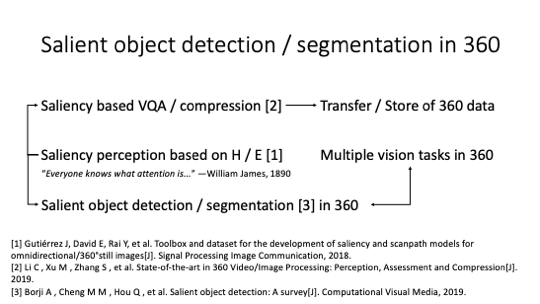 Salient object detection / segmentation in 360
Saliency based VQA / compression [2]
Transfer / Store of 360 data
Saliency perception based on H / E [1]
Multiple vision tasks in 360
"Everyone knows what attention is..." —William James, 1890
Salient object detection / segmentation [3] in 360
[1] Gutiérrez J, David E, Rai Y, et al. Toolbox and dataset for the development of saliency and scanpath models for
omnidirectional/360°still images[J]. Signal Processing Image Communication, 2018.
[2] Li C , Xu M , Zhang S , et al. State-of-the-art in 360 Video/Image Processing: Perception, Assessment and Compression[J].
2019.
[3] Borji A , Cheng M M , Hou Q , et al. Salient object detection: A survey[J]. Computational Visual Media, 2019.